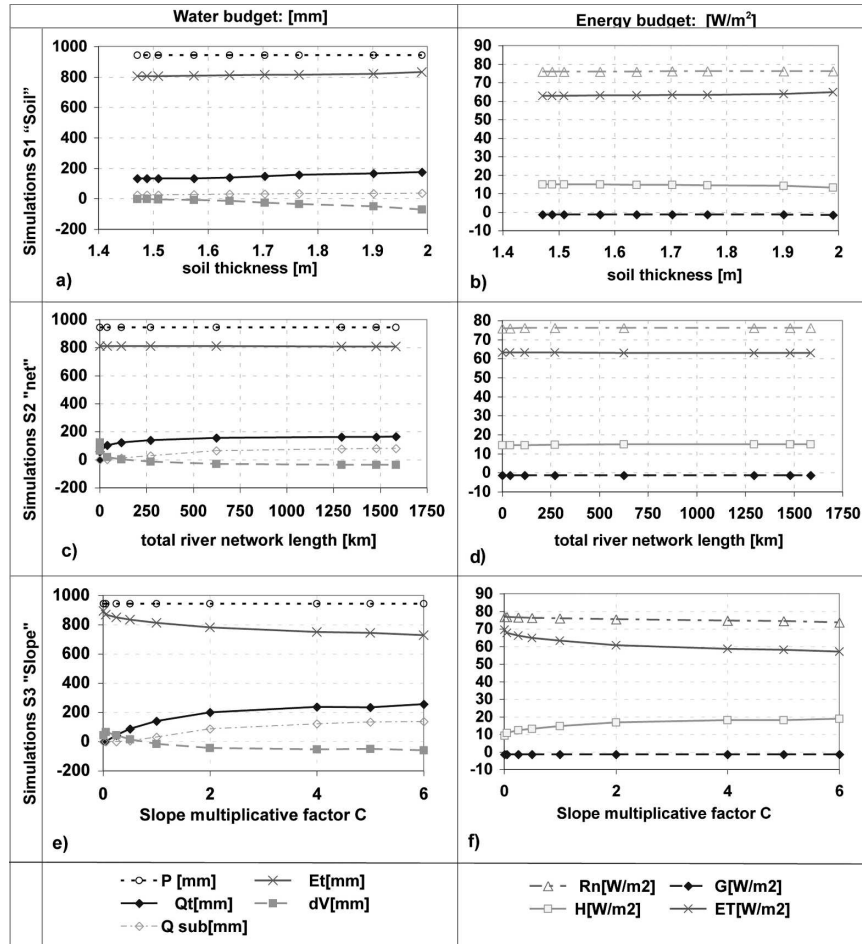 Water budget: [mm]
Energy budget: [W/m²]
Simulations S1 “Soil”
1000
800
600
400
200
0
-200
1.4 1.5 1.6 1.7 1.8 1.9 2
a)
soil thickness [m]
90
80
70
60
50
40
30
20
10
0
-10
1.4 1.5 1.6 1.7 1.8 1.9 2
b)
soil thickness [m]
Simulations S2 "net"
1000
800
600
400
200
0
-200
0 250 500 750 1000 1250 1500 1750
c)
total river network length [km]
80
70
60
50
40
30
20
10
0
-10
0 250 500 750 1000 1250 1500 1750
d)
total river network length [km]
Simulations S3 "Slope"
1000
800
600
400
200
0
-200
0 2 4 6
Slope multiplicative factor C
e)
90
80
70
60
50
40
30
20
10
0
-10
0 2 4 6
Slope multiplicative factor C
f)
P [mm] Et[mm]
Qt[mm] dV[mm]
Q sub[mm]
Rn[W/m2] G[W/m2]
H[W/m2] ET[W/m2]